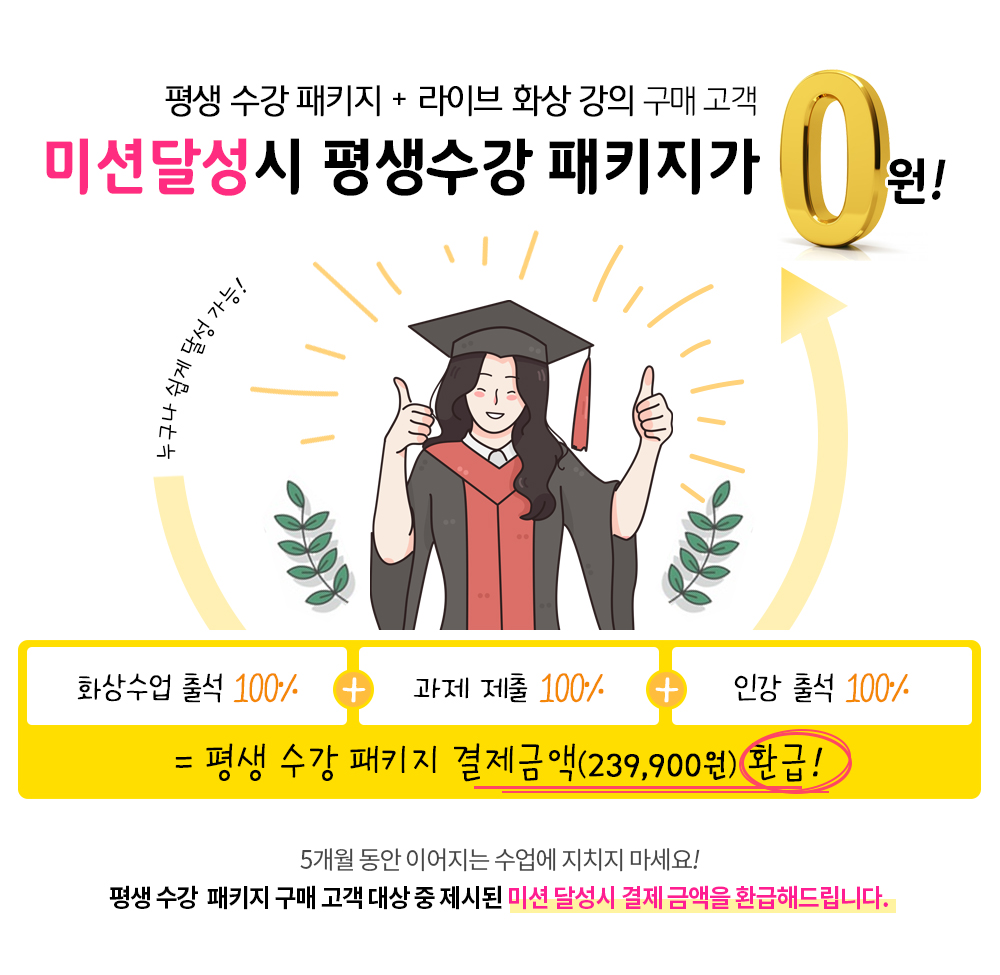 평생 수강 패키지 + 라이브 화상 강의 구매 고객
미션달성시 평생수강 패키지가 0원!
누구나 쉽게 달성 가능!
화상수업 출석 100% + 과제 제출 100% + 인강 출석 100%
= 평생 수강 패키지 결제금액(239,900원) 환급!
5개월 동안 이어지는 수업에 지치지 마세요!
평생 수강 패키지 구매 고객 대상 중 제시된 미션 달성시 결제 금액을 환급해드립니다.